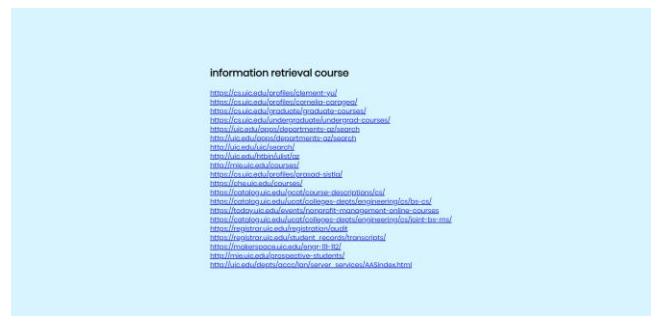 information retrieval course
https://cs.uic.edu/profiles/clement-yu/
https://cs.uic.edu/profiles/cornelia-caragea/
https://cs.uic.edu/graduate/graduate-courses/
https://cs.uic.edu/undergraduate/undergrad-courses/
https://uic.edu/apps/departments-az/search
http://uic.edu/apps/departments-az/search
http://uic.edu/uic/search/
http://uic.edu/htbin/ulist/az
http://mie.uic.edu/courses/
https://cs.uic.edu/profiles/prasad-sistla/
https://che.uic.edu/courses/
https://catalog.uic.edu/gcat/course-descriptions/cs/
https://catalog.uic.edu/ucat/colleges-depts/engineering/cs/bs-cs/
https://today.uic.edu/events/nonprofit-management-online-courses
https://catalog.uic.edu/ucat/colleges-depts/engineering/cs/joint-bs-ms/
https://registrar.uic.edu/registration/audit
https://registrar.uic.edu/student_records/transcripts/
https://makerspace.uic.edu/engr-111-112/
http://mie.uic.edu/prospective-students/
http://uic.edu/depts/accc/lan/server_services/AASindex.html